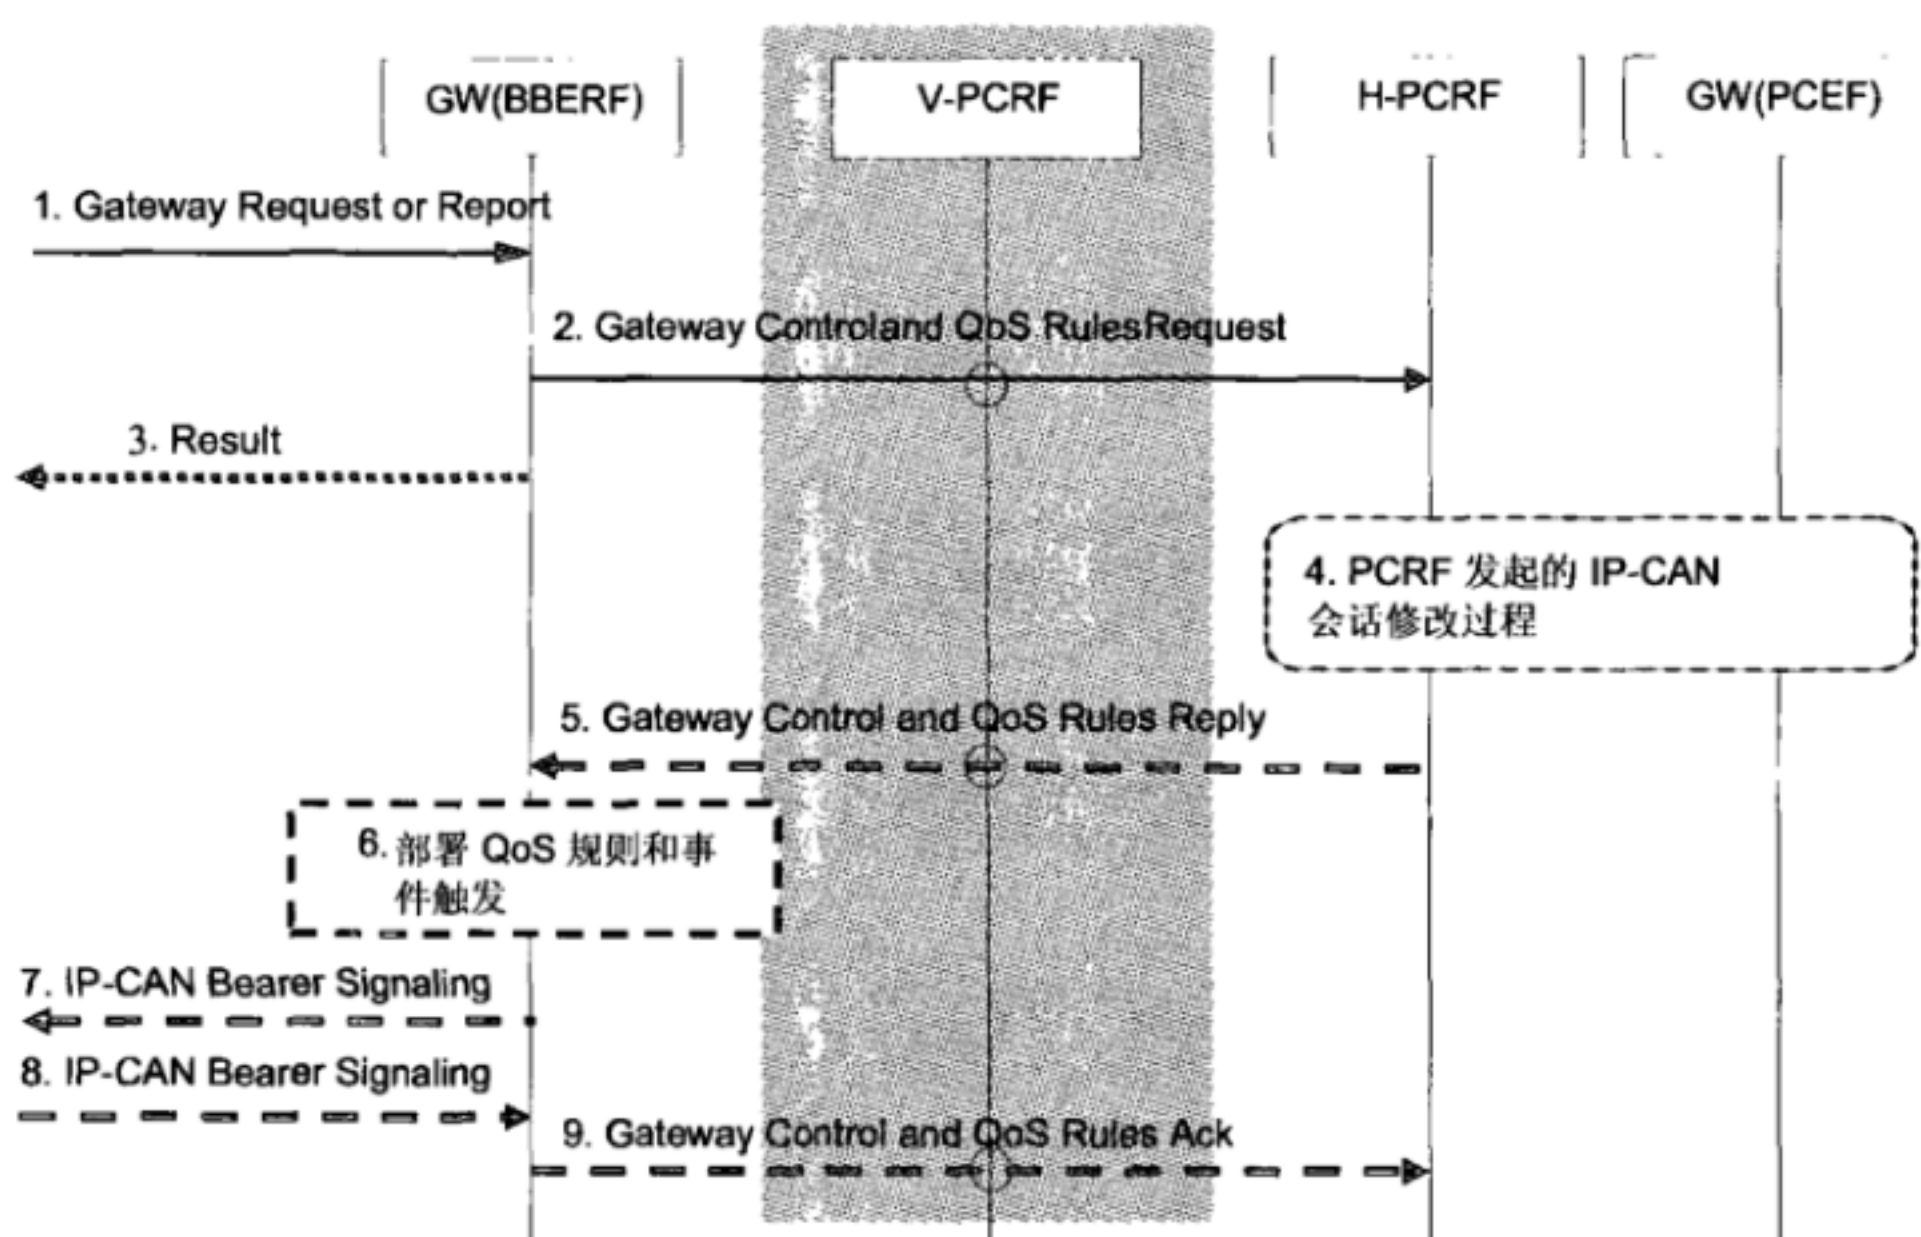 GW(BBERF)
V-PCRF
H-PCRF
GW(PCEF)
1. Gateway Request or Report
2. Gateway Controland QoS RulesRequest
3. Result
4. PCRF 发起的 IP-CAN
会话修改过程
5. Gateway Control and QoS Rules Reply
6. 部署 QoS 规则和事
件触发
7. IP-CAN Bearer Signaling
8. IP-CAN Bearer Signaling
9. Gateway Control and QoS Rules Ack